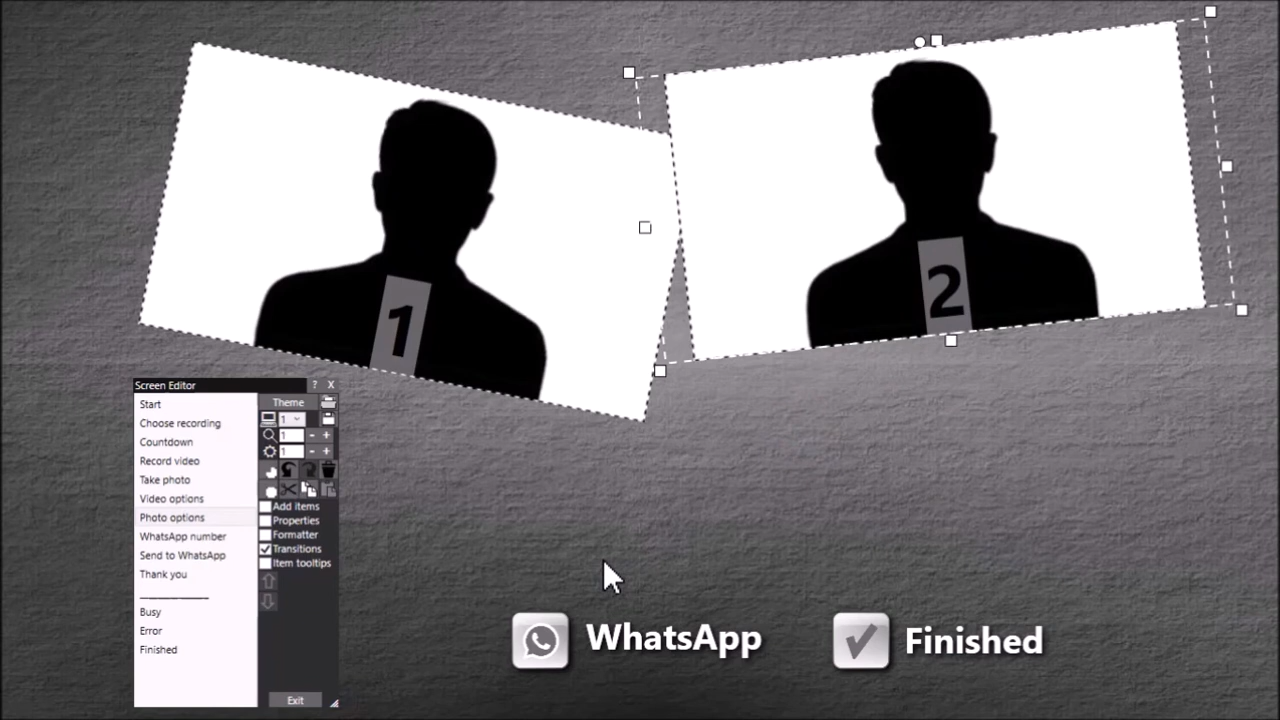 1
2
Screen Editor ? X
Start
Choose recording
Countdown
Record video
Take photo
Video options
Photo options
WhatsApp number
Send to WhatsApp
Thank you
Busy
Error
Finished
Theme
1
1 - +
1 - +
Add items
Properties
Formatter
Transitions
Item tooltips
Exit
WhatsApp
Finished